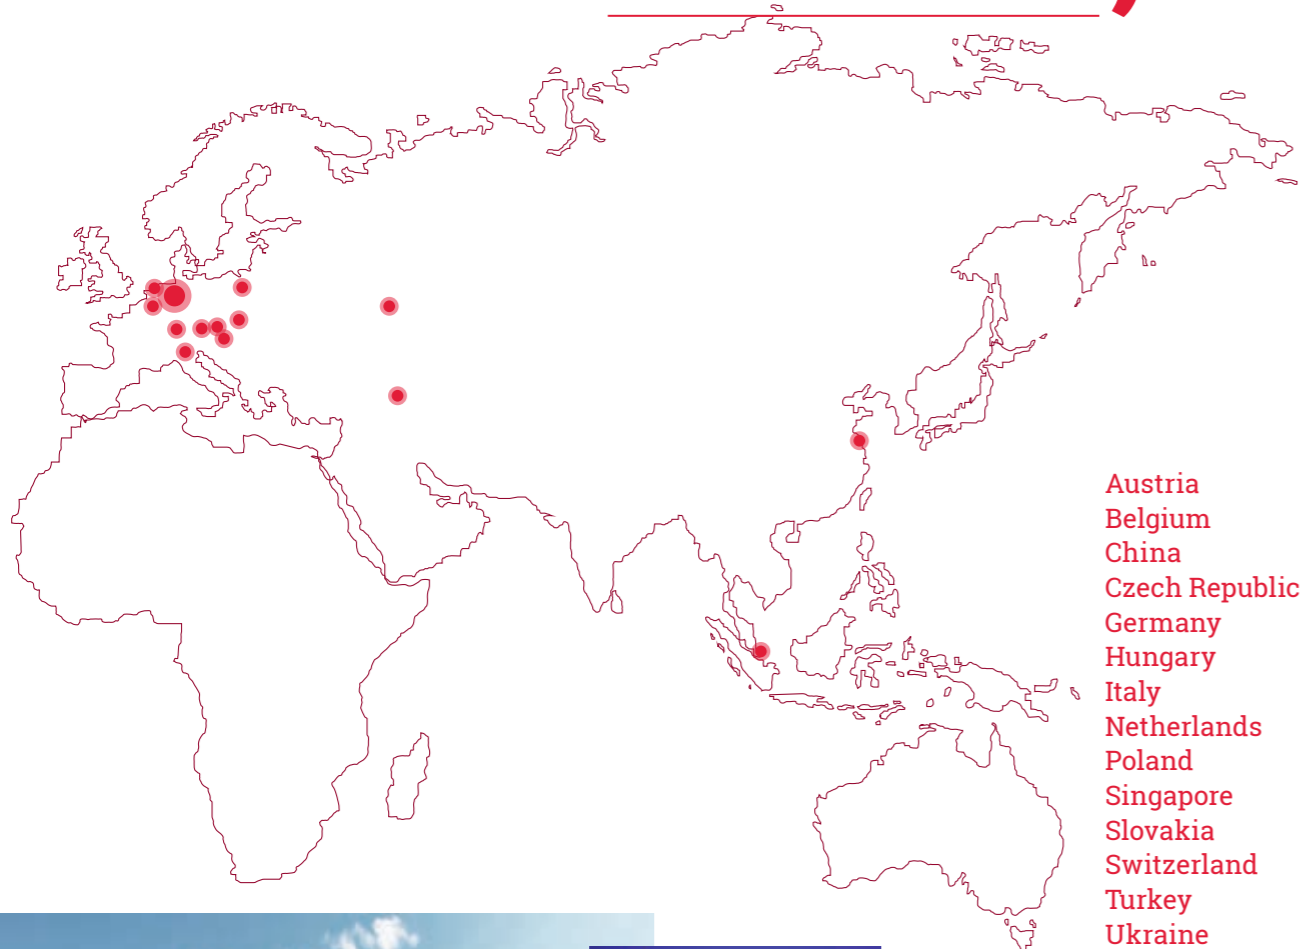 Austria
Belgium
China
Czech Republic
Germany
Hungary
Italy
Netherlands
Poland
Singapore
Slovakia
Switzerland
Turkey
Ukraine